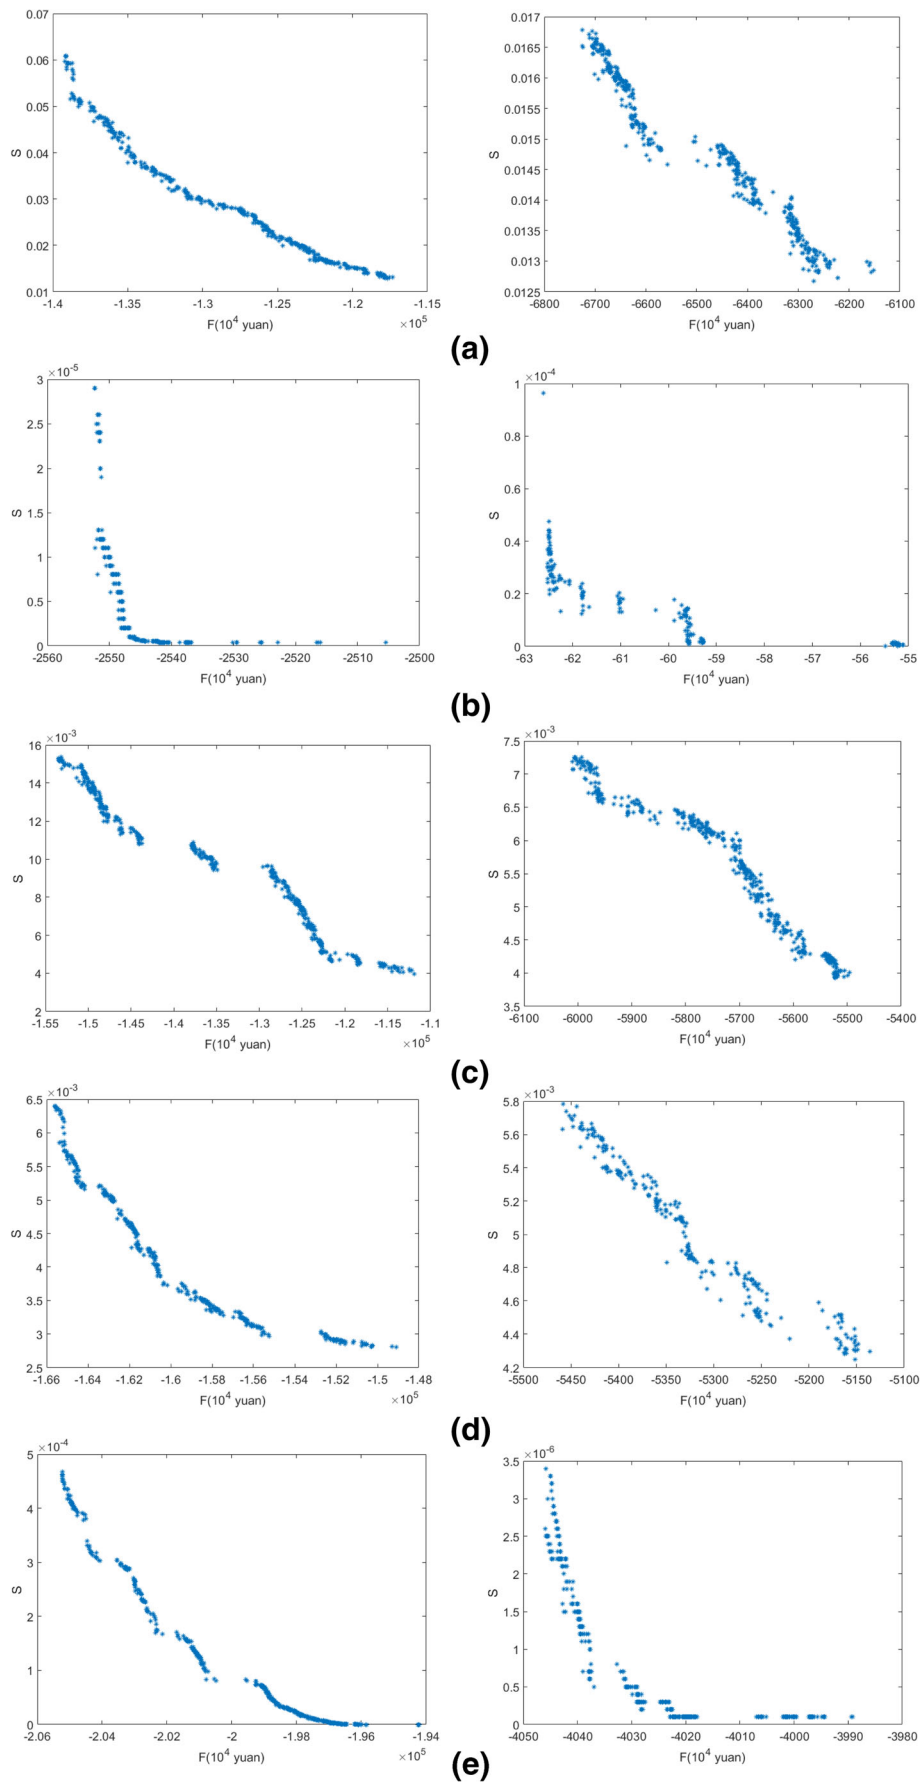 0.07
0.06
0.05
0.04
0.03
0.02
0.01
S
-1.4 -1.35 -1.3 -1.25 -1.2 -1.15
F(10⁴ yuan)
×10⁵
0.017
0.0165
0.016
0.0155
0.015
0.0145
0.014
0.0135
0.013
0.0125
S
-6800 -6700 -6600 -6500 -6400 -6300 -6200 -6100
F(10⁴ yuan)
(a)
×10⁻⁵
3
2.5
2
1.5
1
0.5
0
S
-2560 -2550 -2540 -2530 -2520 -2510 -2500
F(10⁴ yuan)
×10⁻⁴
1
0.8
0.6
0.4
0.2
0
S
-63 -62 -61 -60 -59 -58 -57 -56 -55
F(10⁴ yuan)
(b)
×10⁻³
16
14
12
10
8
6
4
2
S
-1.55 -1.5 -1.45 -1.4 -1.35 -1.3 -1.25 -1.2 -1.15 -1.1
F(10⁴ yuan)
×10⁵
×10⁻³
7.5
7
6.5
6
5.5
5
4.5
4
3.5
S
-6100 -6000 -5900 -5800 -5700 -5600 -5500 -5400
F(10⁴ yuan)
(c)
×10⁻³
6.5
6
5.5
5
4.5
4
3.5
3
2.5
S
-1.66 -1.64 -1.62 -1.6 -1.58 -1.56 -1.54 -1.52 -1.5 -1.48
F(10⁴ yuan)
×10⁵
×10⁻³
5.8
5.6
5.4
5.2
5
4.8
4.6
4.4
4.2
S
-5500 -5450 -5400 -5350 -5300 -5250 -5200 -5150 -5100
F(10⁴ yuan)
(d)
×10⁻⁴
5
4
3
2
1
0
S
-2.06 -2.04 -2.02 -2 -1.98 -1.96 -1.94
F(10⁴ yuan)
×10⁵
×10⁻⁶
3.5
3
2.5
2
1.5
1
0.5
0
S
-4050 -4040 -4030 -4020 -4010 -4000 -3990 -3980
F(10⁴ yuan)
(e)